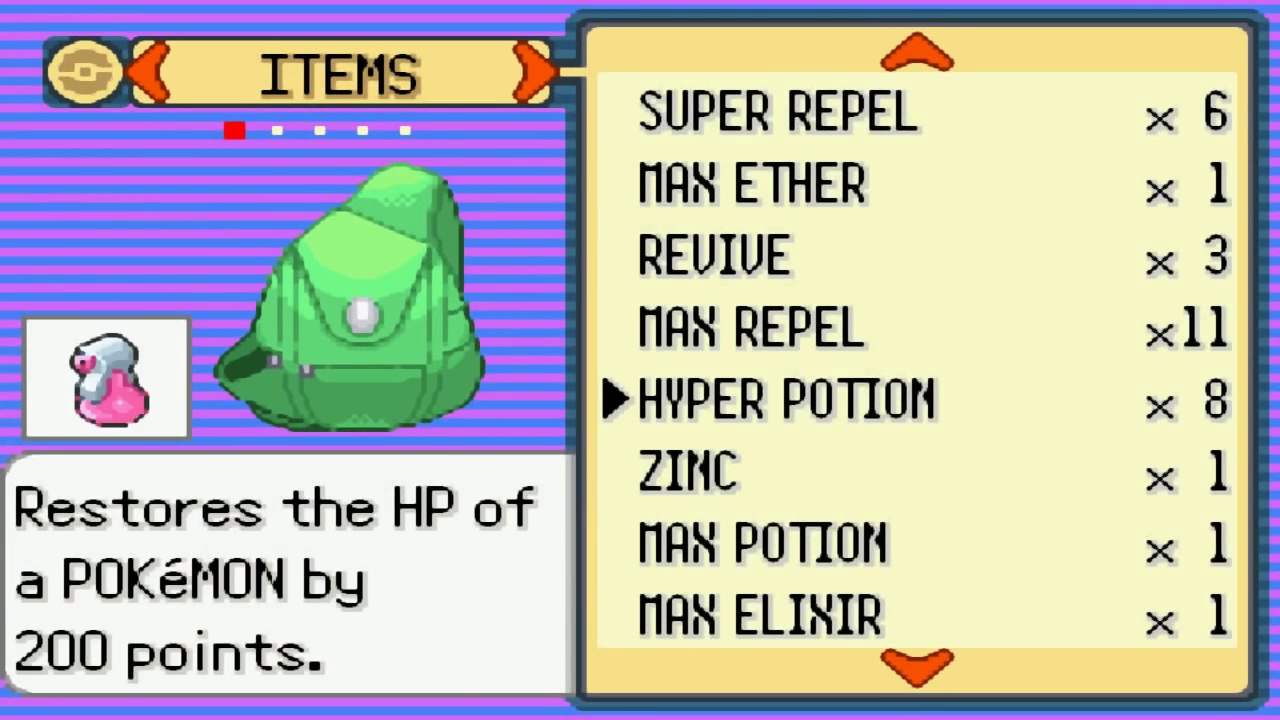 ITEMS
SUPER REPEL × 6
MAX ETHER × 1
REVIVE × 3
MAX REPEL ×11
HYPER POTION × 8
ZINC × 1
MAX POTION × 1
MAX ELIXIR × 1
Restores the HP of
a POKéMON by
200 points.